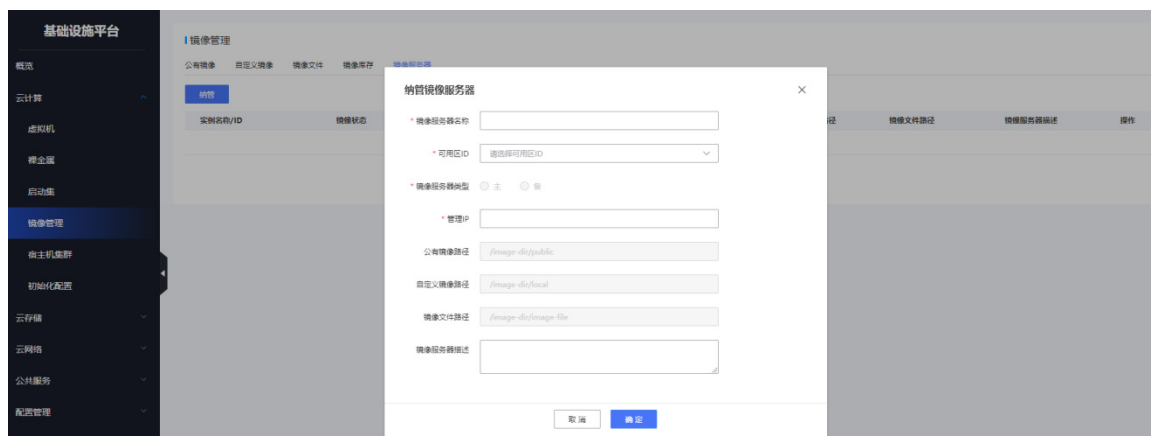 基础设施平台
概览
云计算
虚拟机
裸金属
启动集
镜像管理
宿主机集群
初始化配置
云存储
云网络
公共服务
配置管理
镜像管理
公有镜像 自定义镜像 镜像文件 镜像库存 镜像服务器
纳管
实例名称/ID 镜像状态 径 镜像文件路径 镜像服务器描述 操作
纳管镜像服务器
* 镜像服务器名称
* 可用区ID 请选择可用区ID
* 镜像服务器类型 主 备
* 管理IP
公有镜像路径 /image-dir/public
自定义镜像路径 /image-dir/local
镜像文件路径 /image-dir/image-file
镜像服务器描述
取消 确定